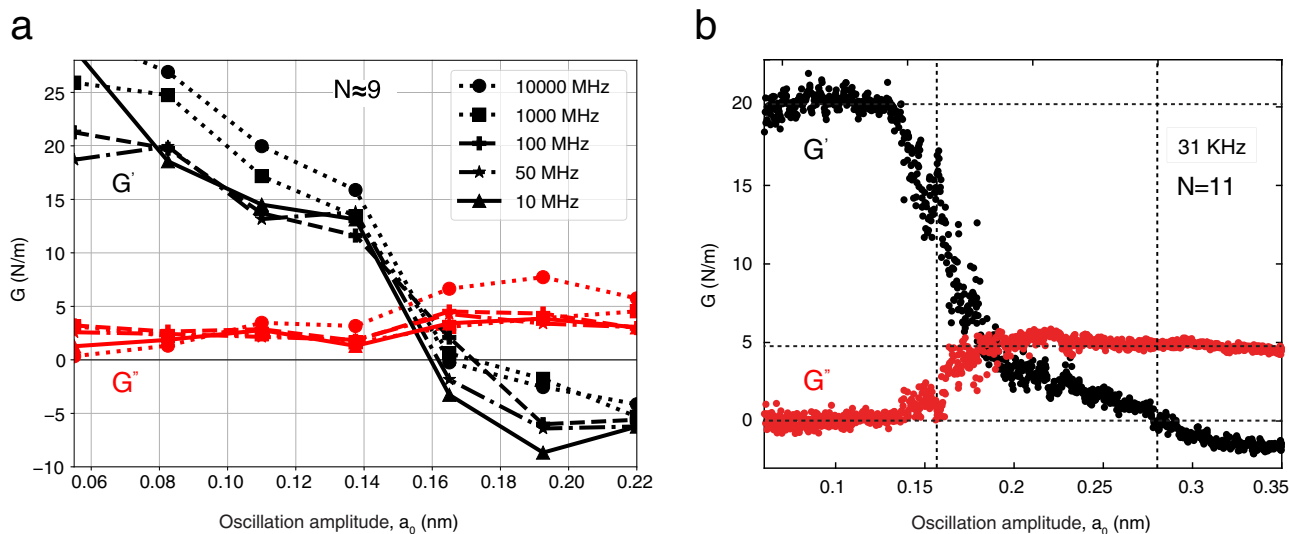 a
G (N/m)
25
20
15
10
5
0
−5
−10
N≈9
10000 MHz
1000 MHz
100 MHz
50 MHz
10 MHz
G'
G"
0.06 0.08 0.10 0.12 0.14 0.16 0.18 0.20 0.22
Oscillation amplitude, a0 (nm)
b
G (N/m)
20
15
10
5
0
G'
31 KHz
N=11
G"
0.1 0.15 0.2 0.25 0.3 0.35
Oscillation amplitude, a0 (nm)